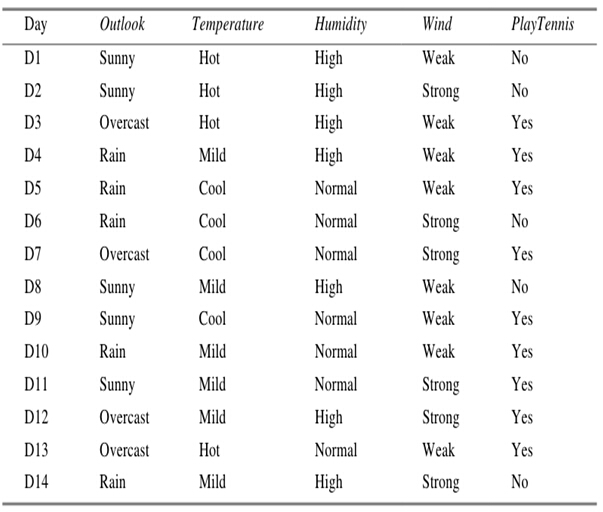 Day Outlook Temperature Humidity Wind PlayTennis
D1 Sunny Hot High Weak No
D2 Sunny Hot High Strong No
D3 Overcast Hot High Weak Yes
D4 Rain Mild High Weak Yes
D5 Rain Cool Normal Weak Yes
D6 Rain Cool Normal Strong No
D7 Overcast Cool Normal Strong Yes
D8 Sunny Mild High Weak No
D9 Sunny Cool Normal Weak Yes
D10 Rain Mild Normal Weak Yes
D11 Sunny Mild Normal Strong Yes
D12 Overcast Mild High Strong Yes
D13 Overcast Hot Normal Weak Yes
D14 Rain Mild High Strong No